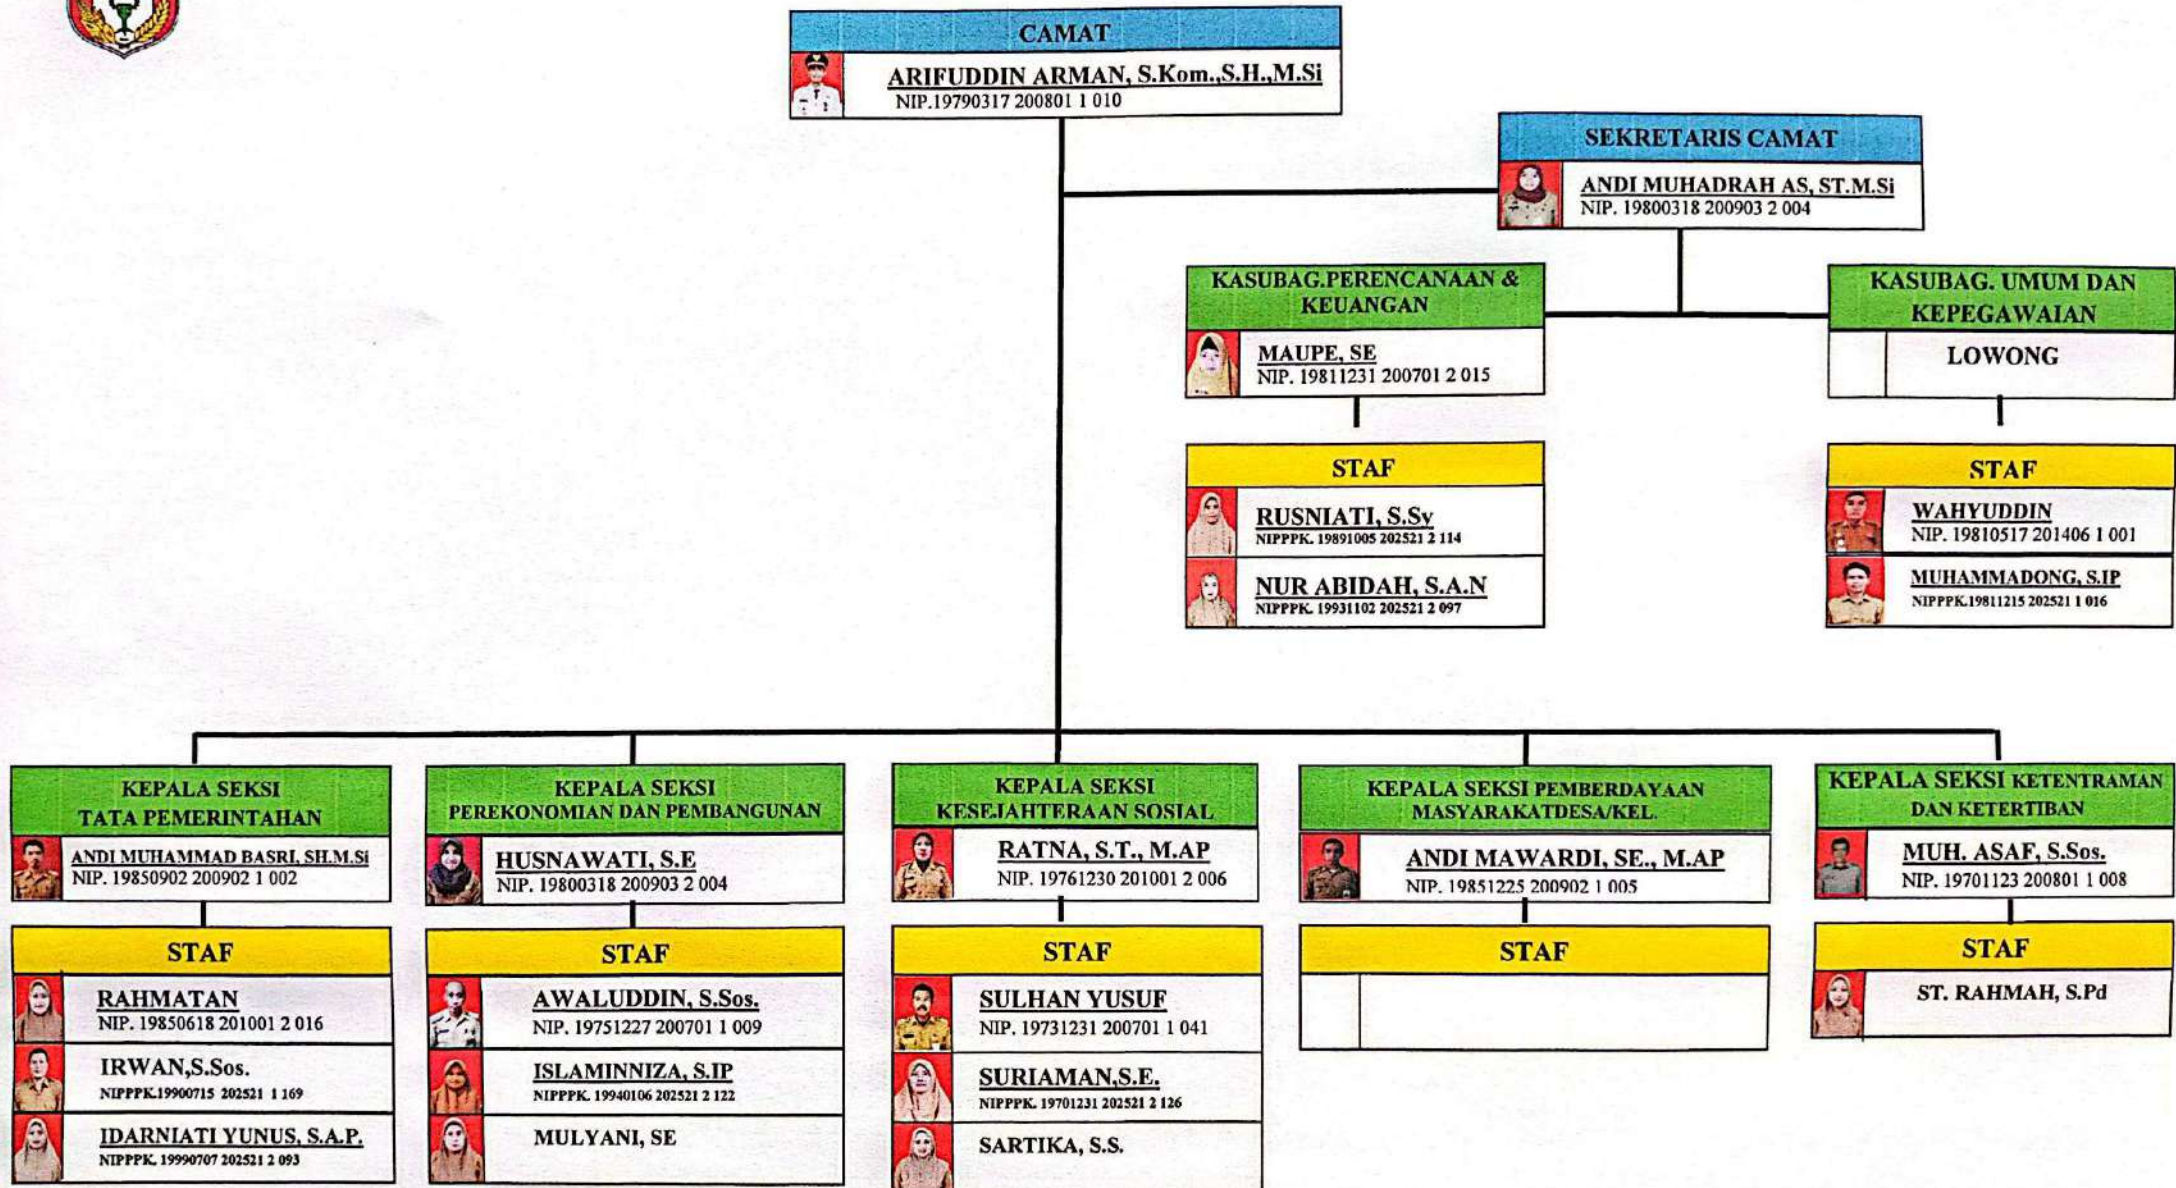 CAMAT
ARIFUDDIN ARMAN, S.Kom.,S.H.,M.Si
NIP.19790317 200801 1 010
SEKRETARIS CAMAT
ANDI MUHADRAH AS, ST.M.Si
NIP. 19800318 200903 2 004
KASUBAG.PERENCANAAN &
KEUANGAN
MAUPE, SE
NIP. 19811231 200701 2 015
STAF
RUSNIATI, S.Sy
NIPPPK. 19891005 202521 2 114
NUR ABIDAH, S.A.N
NIPPPK. 19931102 202521 2 097
KASUBAG. UMUM DAN
KEPEGAWAIAN
LOWONG
STAF
WAHYUDDIN
NIP. 19810517 201406 1 001
MUHAMMADONG, S.IP
NIPPPK.19811215 202521 1 016
KEPALA SEKSI
TATA PEMERINTAHAN
ANDI MUHAMMAD BASRI, SH.M.Si
NIP. 19850902 200902 1 002
STAF
RAHMATAN
NIP. 19850618 201001 2 016
IRWAN,S.Sos.
NIPPPK.19900715 202521 1 169
IDARNIATI YUNUS, S.A.P.
NIPPPK. 19990707 202521 2 093
KEPALA SEKSI
PEREKONOMIAN DAN PEMBANGUNAN
HUSNAWATI, S.E
NIP. 19800318 200903 2 004
STAF
AWALUDDIN, S.Sos.
NIP. 19751227 200701 1 009
ISLAMINNIZA, S.IP
NIPPPK. 19940106 202521 2 122
MULYANI, SE
KEPALA SEKSI
KESEJAHTERAAN SOSIAL
RATNA, S.T., M.AP
NIP. 19761230 201001 2 006
STAF
SULHAN YUSUF
NIP. 19731231 200701 1 041
SURIAMAN,S.E.
NIPPPK. 19701231 202521 2 126
SARTIKA, S.S.
KEPALA SEKSI PEMBERDAYAAN
MASYARAKATDESA/KEL.
ANDI MAWARDI, SE., M.AP
NIP. 19851225 200902 1 005
STAF
KEPALA SEKSI KETENTRAMAN
DAN KETERTIBAN
MUH. ASAF, S.Sos.
NIP. 19701123 200801 1 008
STAF
ST. RAHMAH, S.Pd